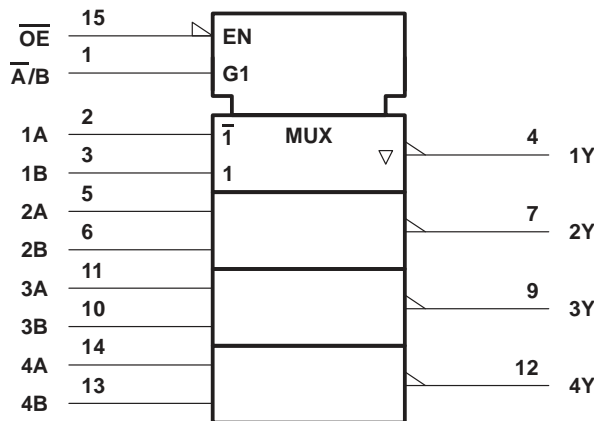 15
O̅E̅ EN
1
A̅/B G1
2
1A 1̅ MUX 4
3 1Y
1B 1
5
2A 7
6 2Y
2B
11
3A 9
10 3Y
3B
14
4A 12
13 4Y
4B